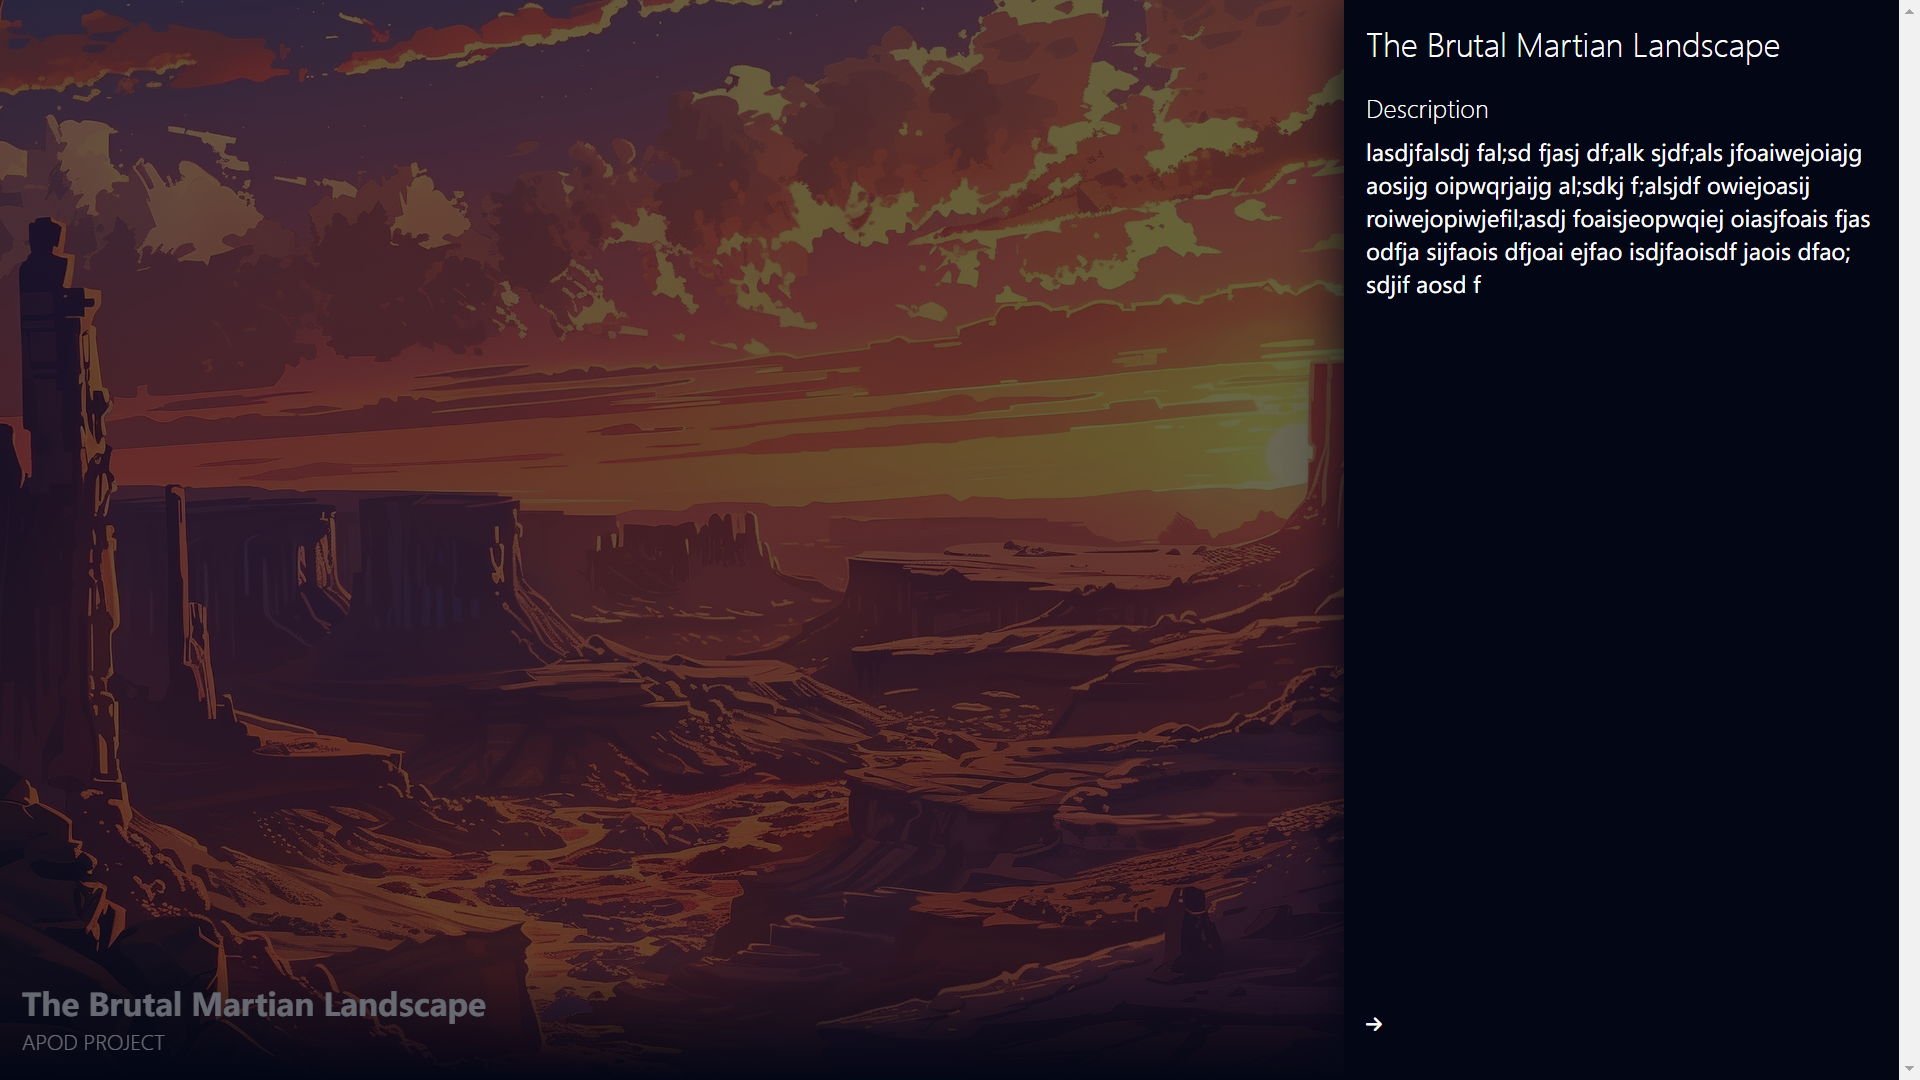 The Brutal Martian Landscape
Description
lasdjfalsdj fal;sd fjasj df;alk sjdf;als jfoaiwejoiajg
aosijg oipwqrjaijg al;sdkj f;alsjdf owiejoasij
roiwejopiwjefil;asdj foaisjeopwqiej oiasjfoais fjas
odfja sijfaois dfjoai ejfao isdjfaoisdf jaois dfao;
sdjif aosd f
The Brutal Martian Landscape
APOD PROJECT